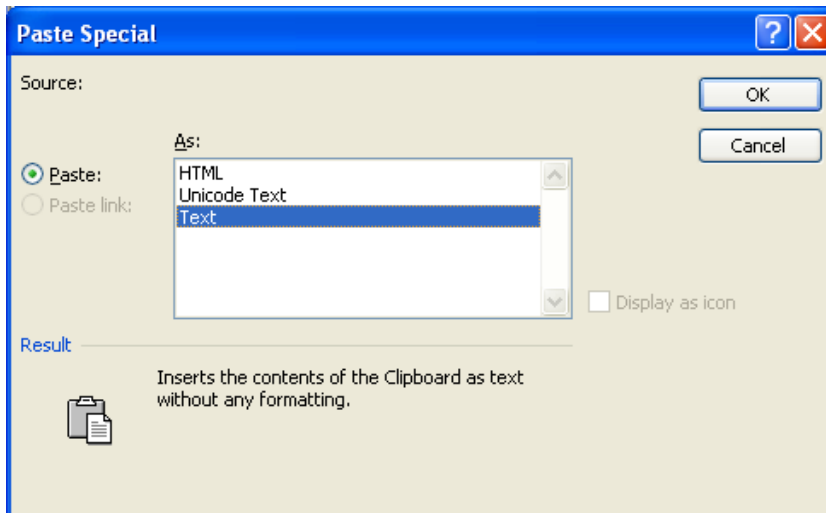 Paste Special
Source:
OK
As:
Cancel
Paste:
HTML
Paste link:
Unicode Text
Text
Display as icon
Result
Inserts the contents of the Clipboard as text
without any formatting.